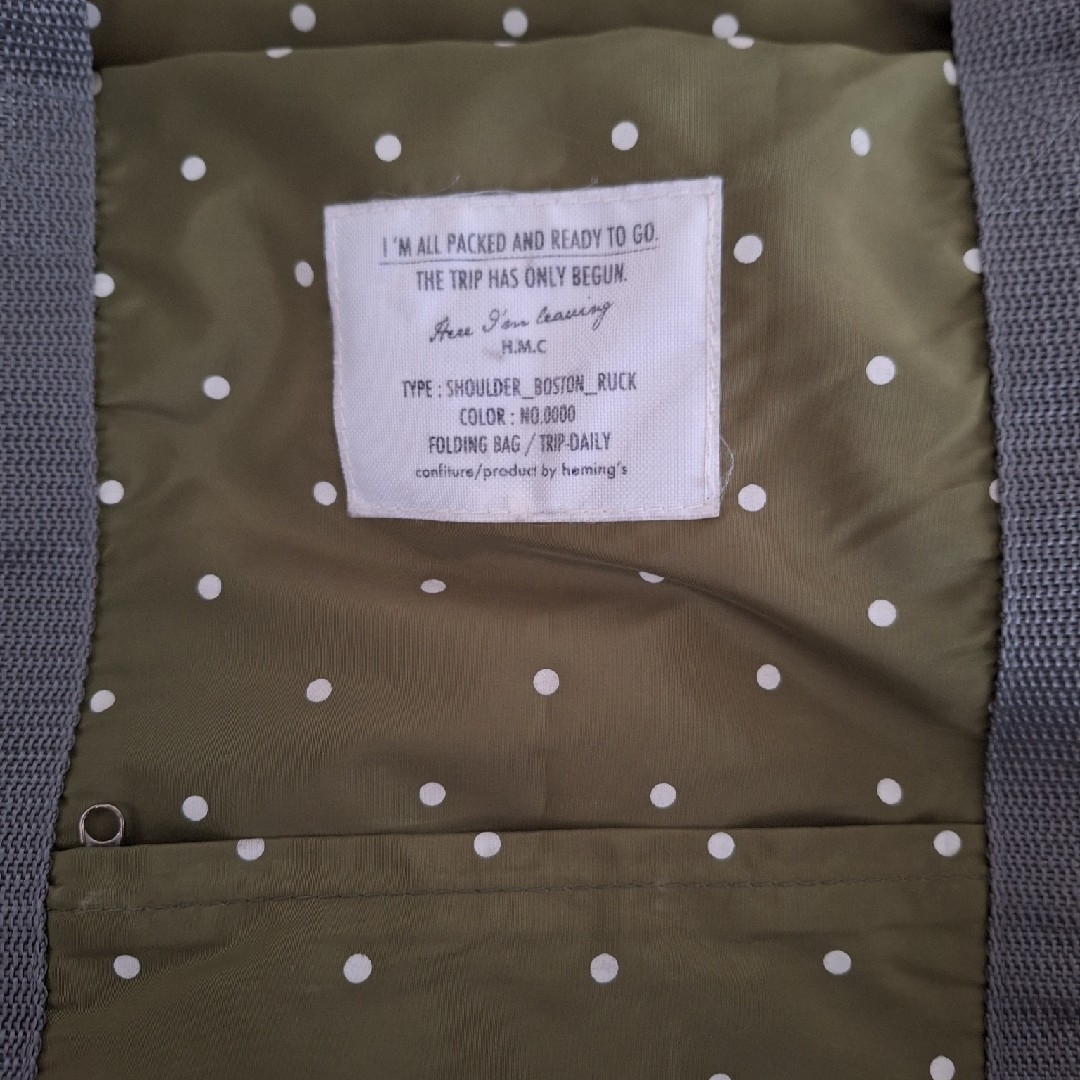 I 'M ALL PACKED AND READY TO GO.
THE TRIP HAS ONLY BEGUN.
Here I'm leaving
H.M.C
TYPE : SHOULDER_BOSTON_RUCK
COLOR : NO.0000
FOLDING BAG / TRIP-DAILY
confiture/product by heming's